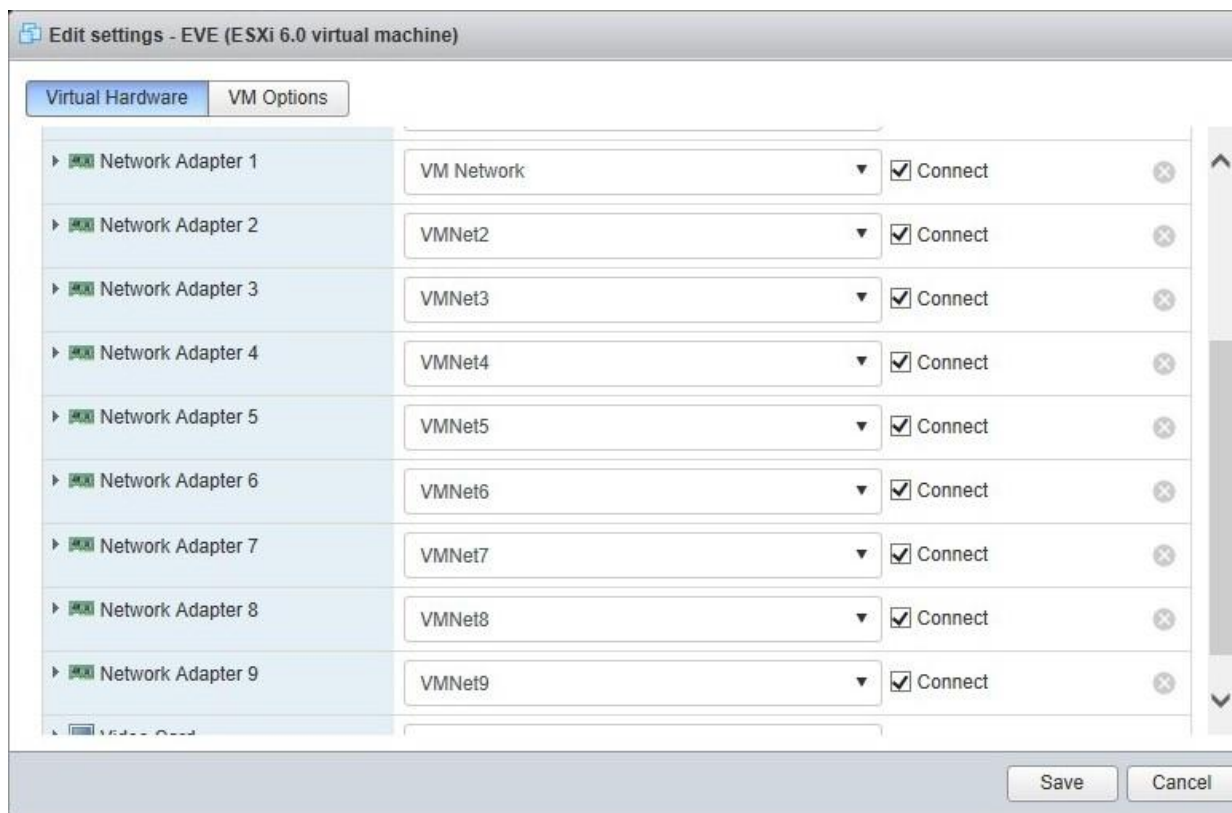 Edit settings - EVE (ESXi 6.0 virtual machine)
Virtual Hardware VM Options
Network Adapter 1 VM Network Connect
Network Adapter 2 VMNet2 Connect
Network Adapter 3 VMNet3 Connect
Network Adapter 4 VMNet4 Connect
Network Adapter 5 VMNet5 Connect
Network Adapter 6 VMNet6 Connect
Network Adapter 7 VMNet7 Connect
Network Adapter 8 VMNet8 Connect
Network Adapter 9 VMNet9 Connect
Video Card
Save Cancel